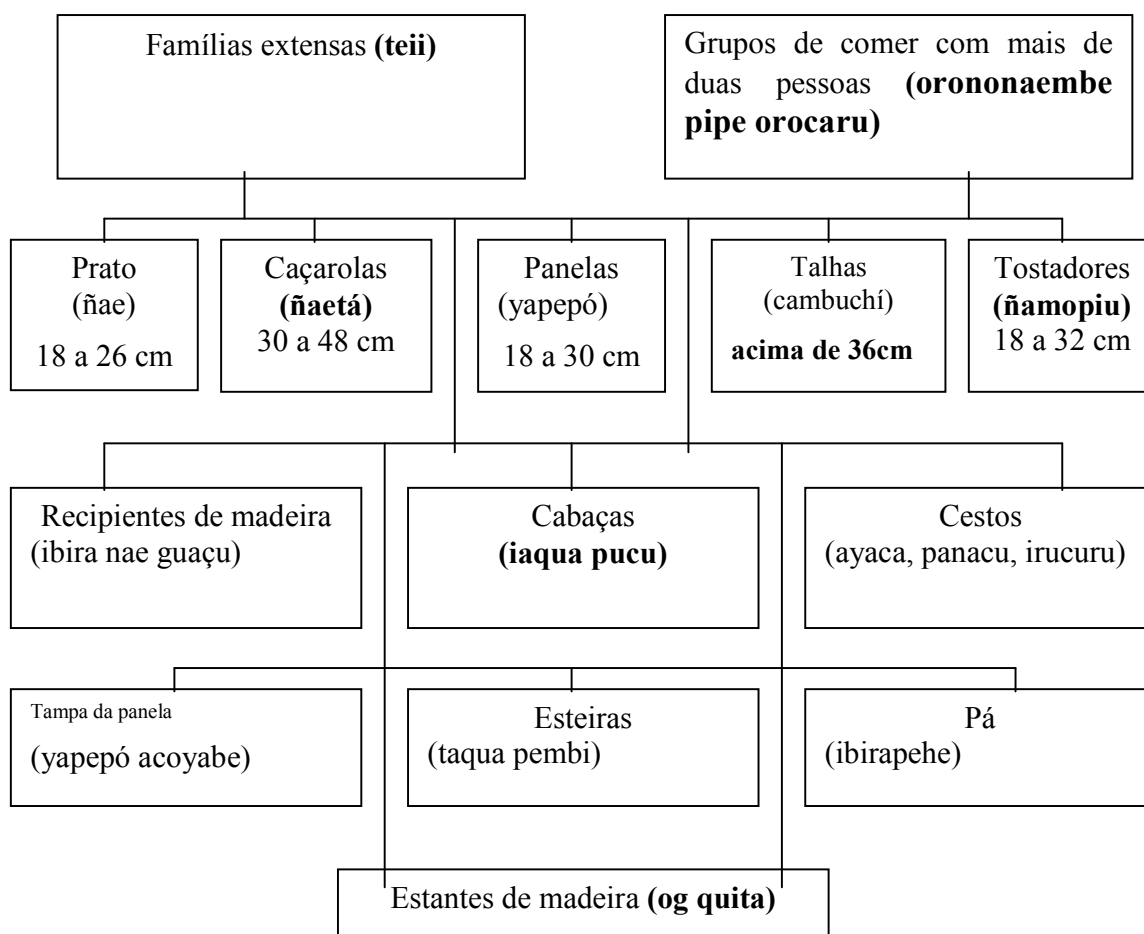 Famílias extensas (teii)
Grupos de comer com mais de
duas pessoas (orononaembe
pipe orocaru)
Prato
(ñae)
18 a 26 cm
Caçarolas
(ñaetá)
30 a 48 cm
Panelas
(yapepó)
18 a 30 cm
Talhas
(cambuchí)
acima de 36cm
Tostadores
(ñamopiu)
18 a 32 cm
Recipientes de madeira
(ibira nae guaçu)
Cabaças
(iaqua pucu)
Cestos
(ayaca, panacu, irucuru)
Tampa da panela
(yapepó acoyabe)
Esteiras
(taqua pembi)
Pá
(ibirapehe)
Estantes de madeira (og quita)